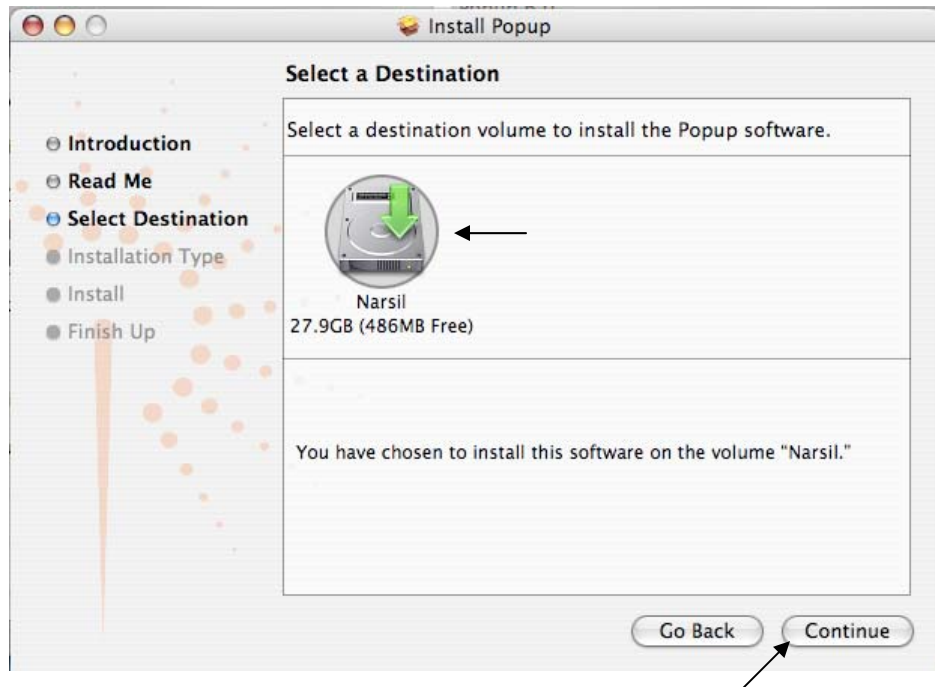 Install Popup
Select a Destination
Introduction
Read Me
Select Destination
Installation Type
Install
Finish Up
Select a destination volume to install the Popup software.
Narsil
27.9GB (486MB Free)
You have chosen to install this software on the volume “Narsil.”
Go Back
Continue